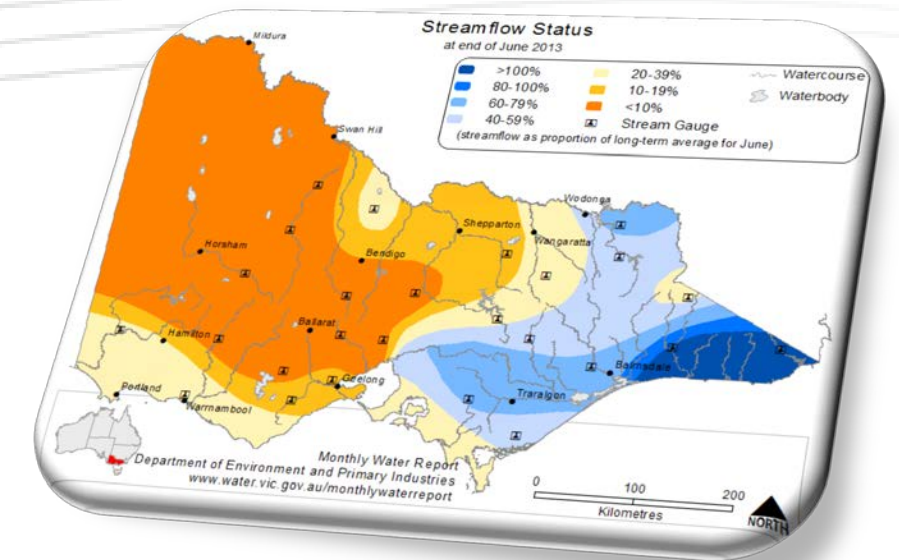 Streamflow Status
at end of June 2013
>100%
80-100%
60-79%
40-59%
20-39%
10-19%
<10%
Stream Gauge
Watercourse
Waterbody
(streamflow as proportion of long-term average for June)
Mildura
Swan Hill
Wodonga
Shepparton
Wangaratta
Horsham
Bendigo
Ballarat
Hamilton
Bairnsdale
Geelong
Portland
Warrnambool
Traralgon
Monthly Water Report
Department of Environment and Primary Industries
www.water.vic.gov.au/monthlywaterreport
0 100 200
Kilometres
NORTH